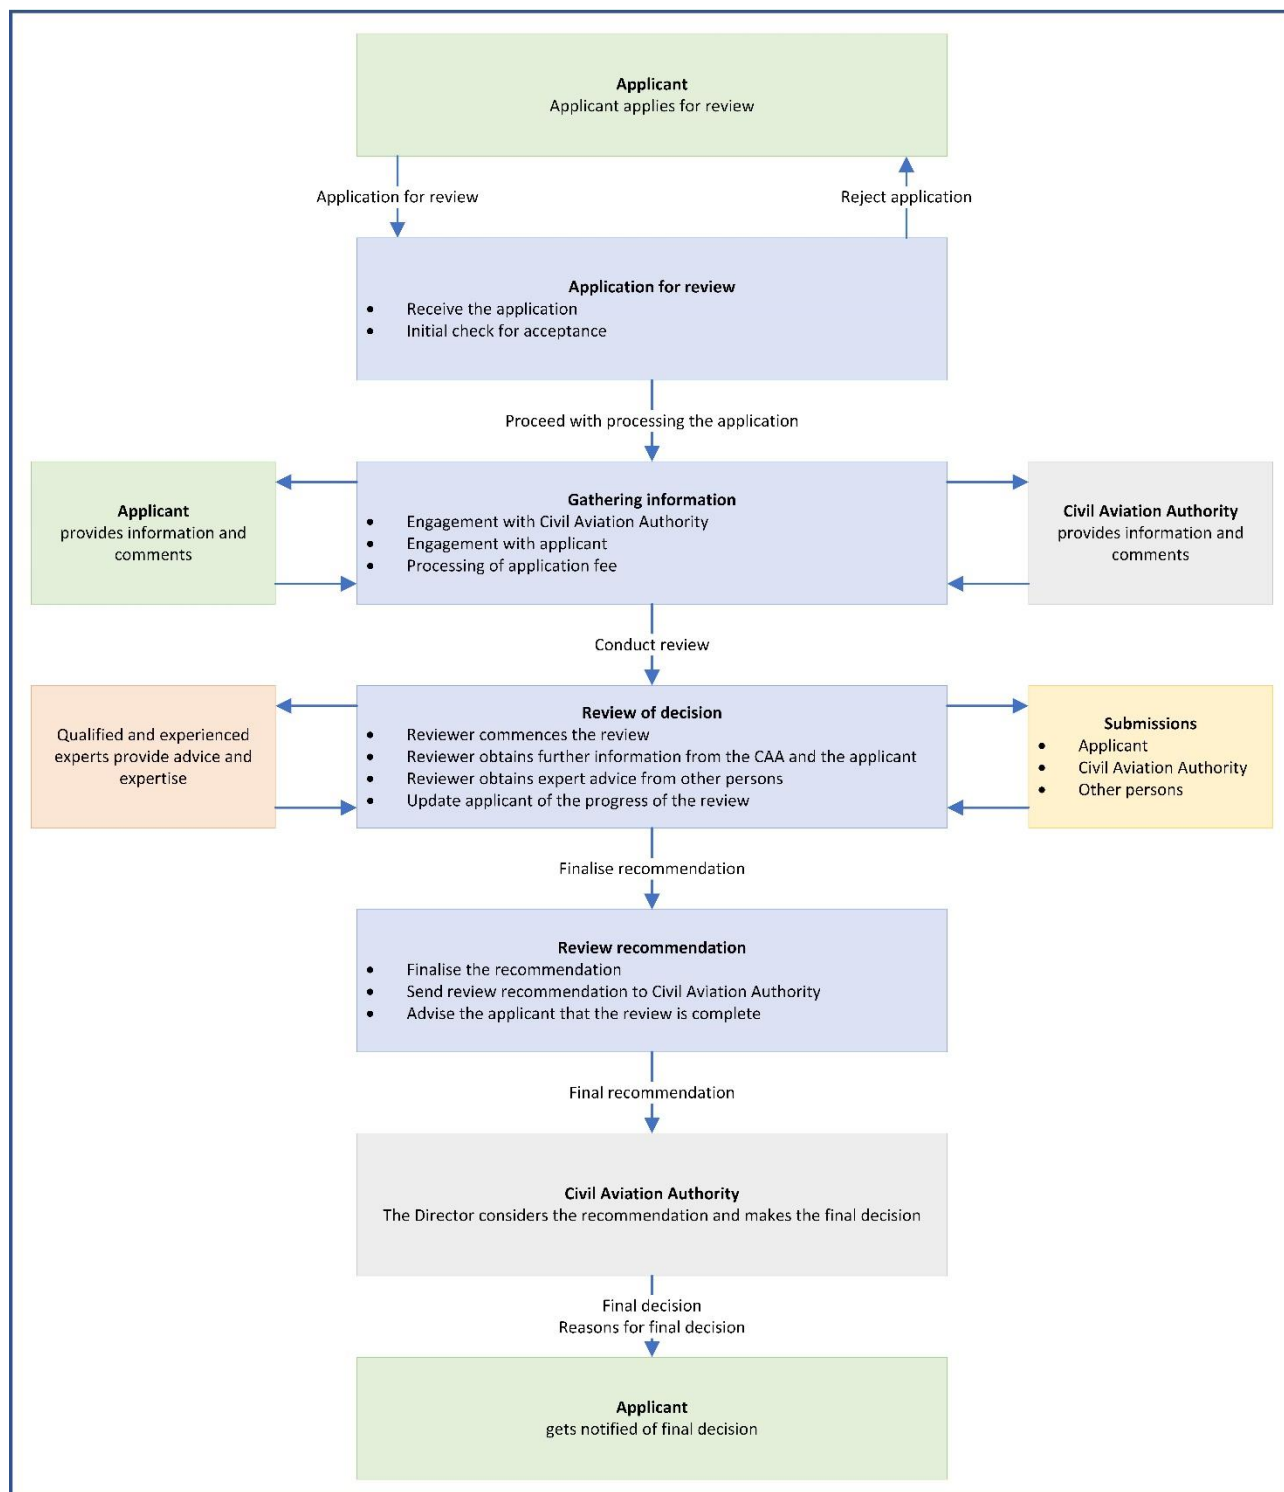 Applicant
Applicant applies for review
Application for review
Reject application
Application for review
• Receive the application
• Initial check for acceptance
Proceed with processing the application
Applicant
provides information and
comments
Gathering information
• Engagement with Civil Aviation Authority
• Engagement with applicant
• Processing of application fee
Civil Aviation Authority
provides information and
comments
Conduct review
Qualified and experienced
experts provide advice and
expertise
Review of decision
• Reviewer commences the review
• Reviewer obtains further information from the CAA and the applicant
• Reviewer obtains expert advice from other persons
• Update applicant of the progress of the review
Submissions
• Applicant
• Civil Aviation Authority
• Other persons
Finalise recommendation
Review recommendation
• Finalise the recommendation
• Send review recommendation to Civil Aviation Authority
• Advise the applicant that the review is complete
Final recommendation
Civil Aviation Authority
The Director considers the recommendation and makes the final decision
Final decision
Reasons for final decision
Applicant
gets notified of final decision